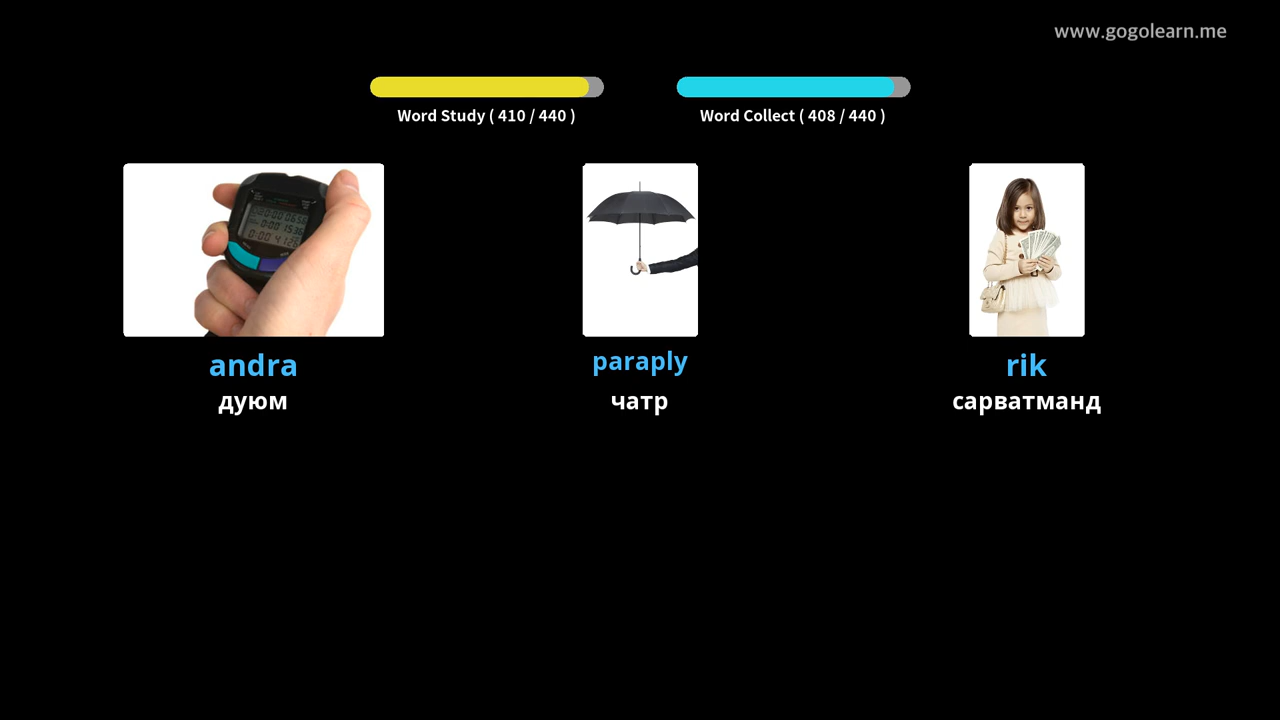 www.gogolearn.me
Word Study ( 410 / 440 )
Word Collect ( 408 / 440 )
andra
paraply
rik
дуюм
чатр
сарватманд